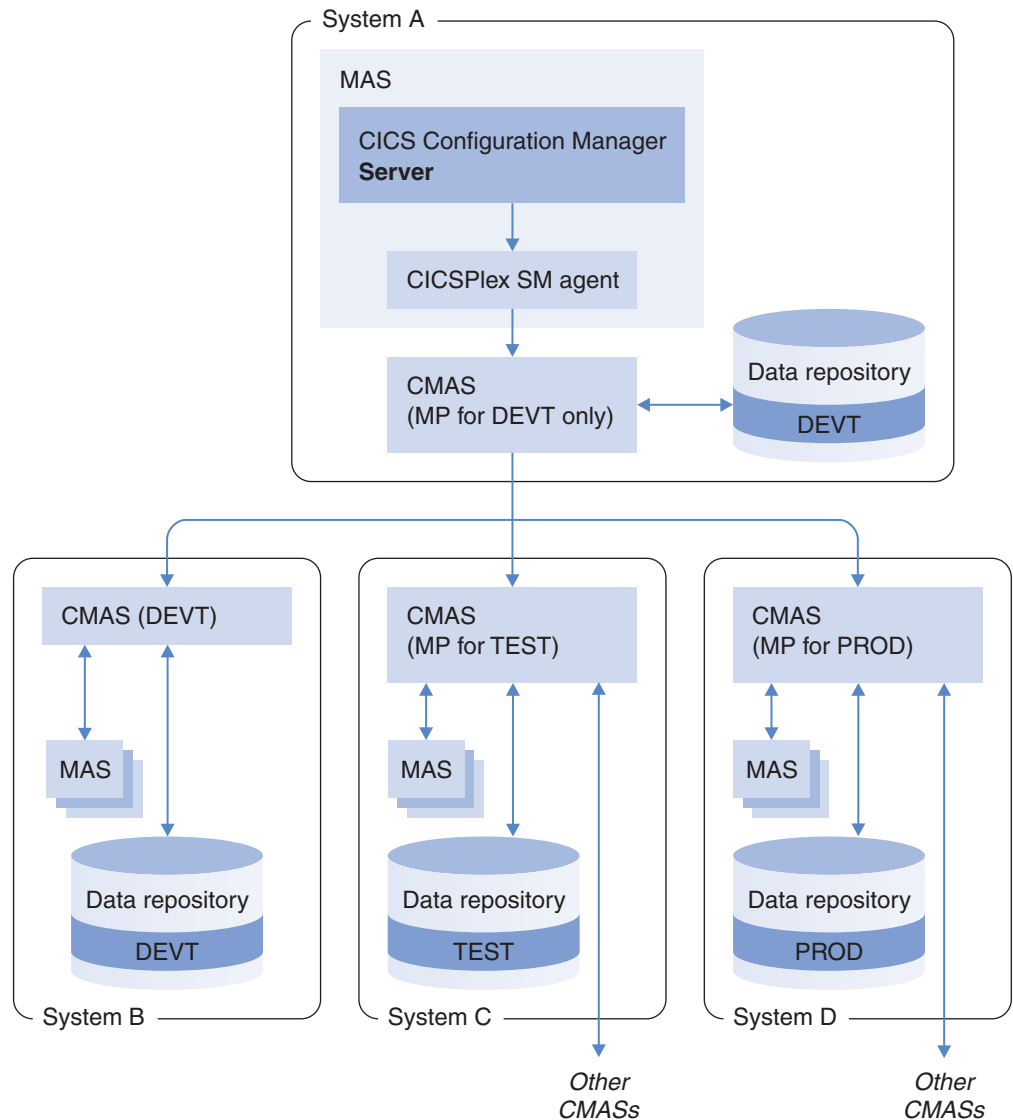 System A
MAS
CICS Configuration Manager
Server
CICSPlex SM agent
CMAS
(MP for DEVT only)
Data repository
DEVT
CMAS (DEVT)
MAS
Data repository
DEVT
System B
CMAS
(MP for TEST)
MAS
Data repository
TEST
System C
Other
CMASs
CMAS
(MP for PROD)
MAS
Data repository
PROD
System D
Other
CMASs